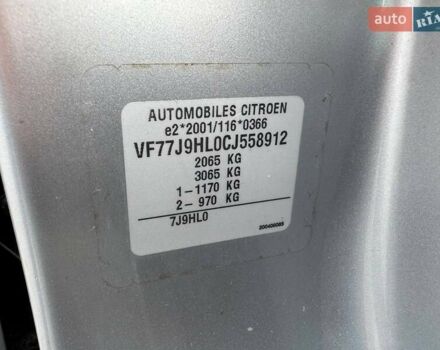 AUTO
RIA
AUTOMOBILES CITROEN
e2*2001/116*0366
VF77J9HL0CJ558912
2065 KG
3065 KG
1-1170 KG
2- 970 KG
7J9HL0